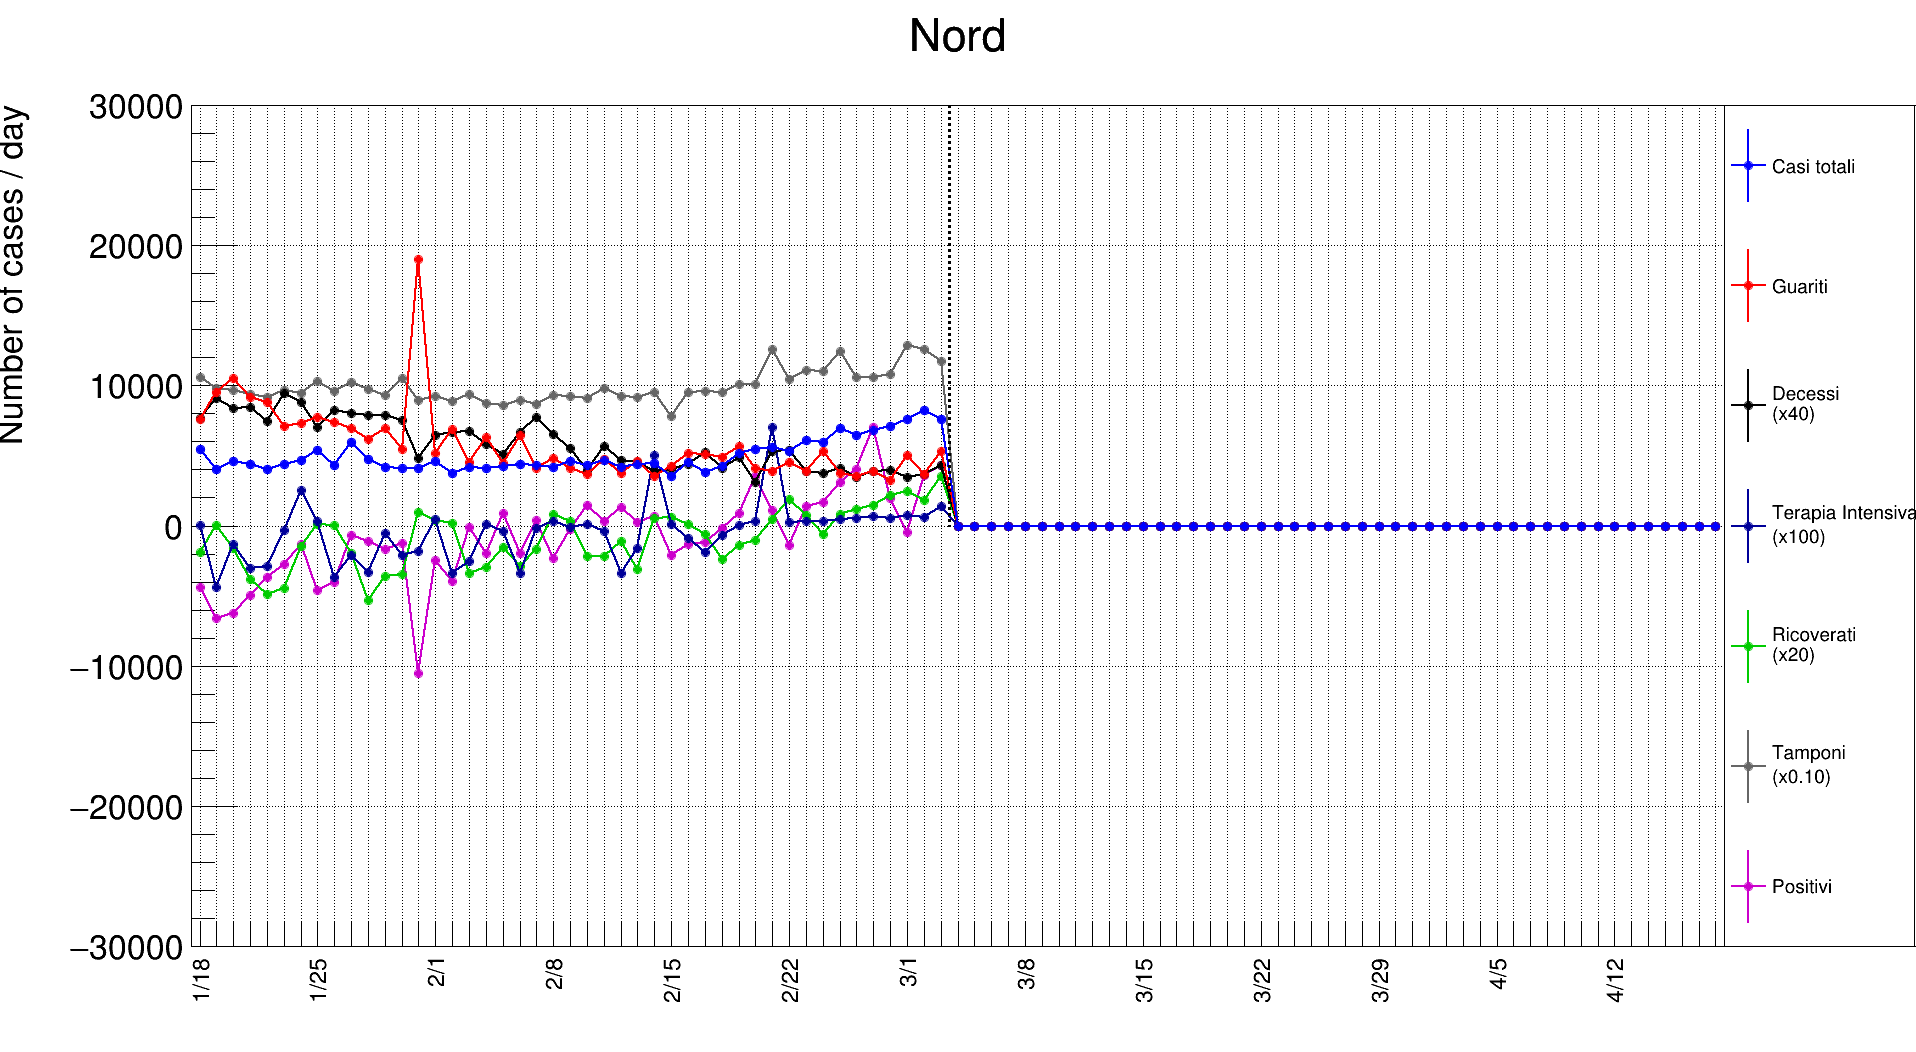 Nord
Number of cases / day
30000
20000
10000
0
−10000
−20000
−30000
1/18
1/25
2/1
2/8
2/15
2/22
3/1
3/8
3/15
3/22
3/29
4/5
4/12
Casi totali
Guariti
Decessi
(x40)
Terapia Intensiva
(x100)
Ricoverati
(x20)
Tamponi
(x0.10)
Positivi